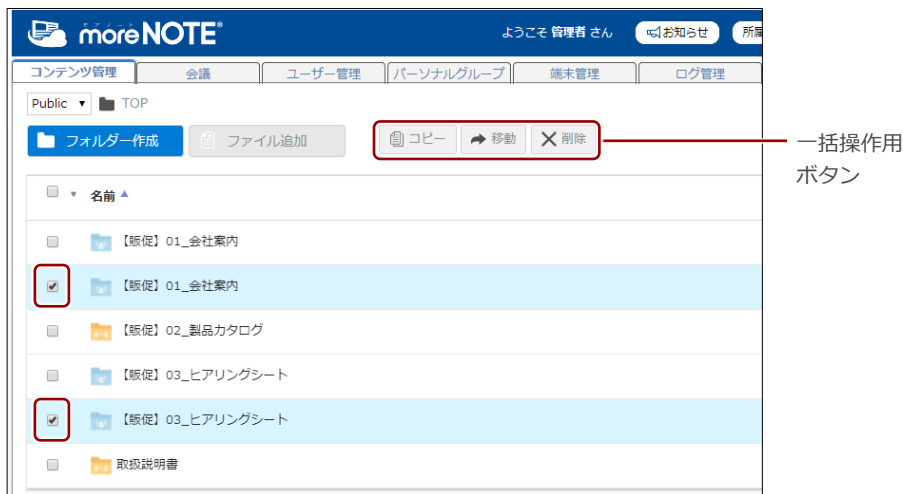 モアノート
moreNOTE®
ようこそ 管理者 さん
お知らせ
所属
コンテンツ管理
会議
ユーザー管理
パーソナルグループ
端末管理
ログ管理
Public ▼ TOP
フォルダー作成
ファイル追加
コピー
移動
削除
一括操作用
ボタン
▼ 名前 ▲
【販促】01_会社案内
【販促】01_会社案内
【販促】02_製品カタログ
【販促】03_ヒアリングシート
【販促】03_ヒアリングシート
取扱説明書